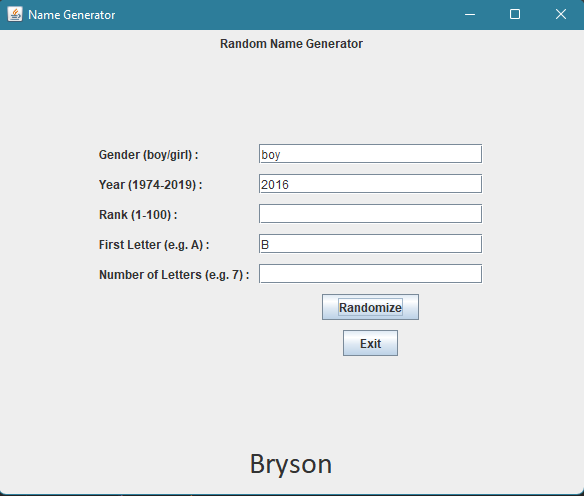 Name Generator
Random Name Generator
Gender (boy/girl) : boy
Year (1974-2019) : 2016
Rank (1-100) :
First Letter (e.g. A) : B
Number of Letters (e.g. 7) :
Randomize
Exit
Bryson